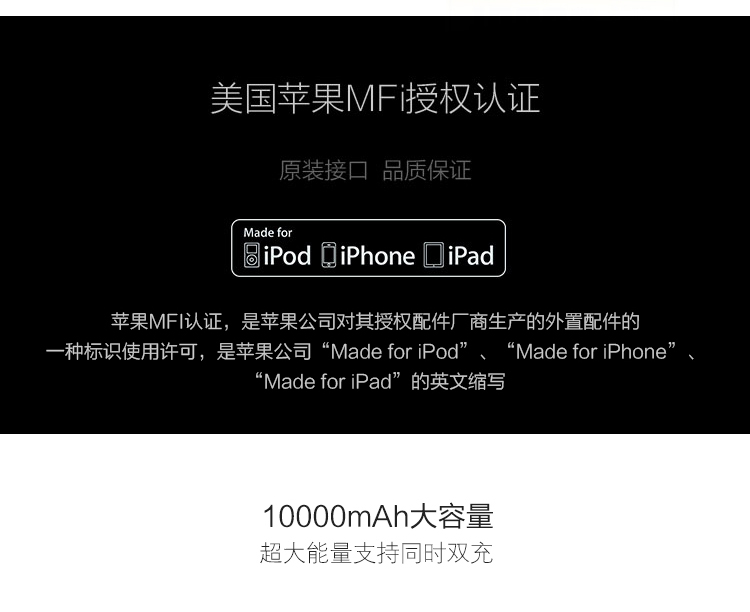 美国苹果MFi授权认证
原装接口 品质保证
Made for
iPod iPhone iPad
苹果MFI认证，是苹果公司对其授权配件厂商生产的外置配件的
一种标识使用许可，是苹果公司“Made for iPod”、“Made for iPhone”、
“Made for iPad”的英文缩写
10000mAh大容量
超大能量支持同时双充